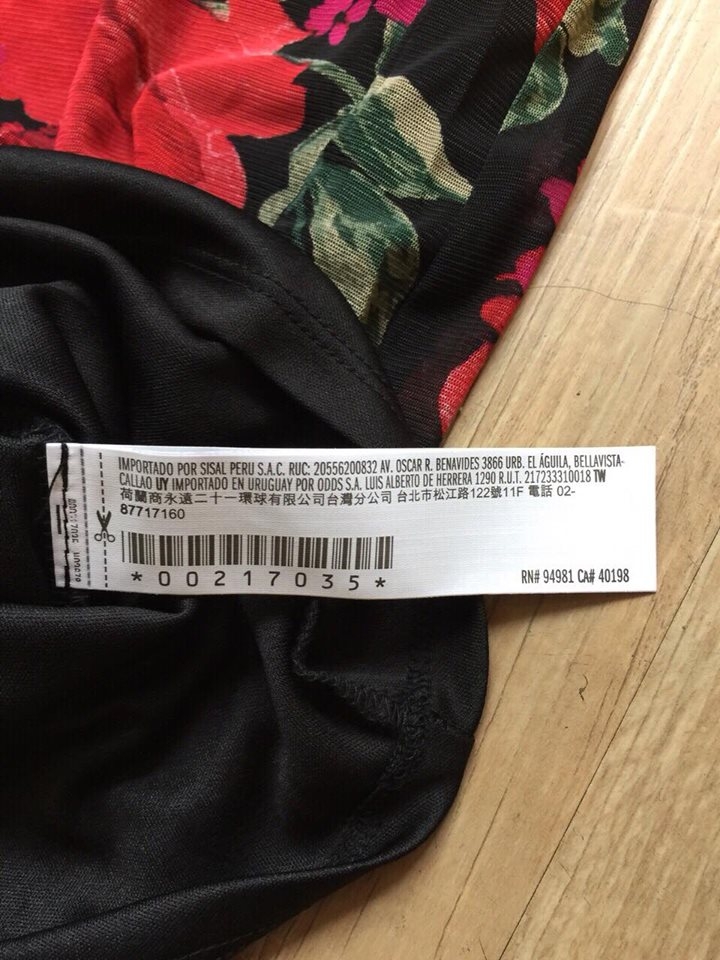 IMPORTADO POR SISAL PERU S.A.C. RUC: 20556200832 AV. OSCAR R. BENAVIDES 3866 URB. EL ÁGUILA, BELLAVISTA-
CALLAO UY IMPORTADO EN URUGUAY POR ODDS S.A. LUIS ALBERTO DE HERRERA 1290 R.U.T. 217233310018 TW
荷蘭商永遠二十一環球有限公司台灣分公司 台北市松江路122號11F 電話 02-
87717160
*00217035*
RN# 94981 CA# 40198